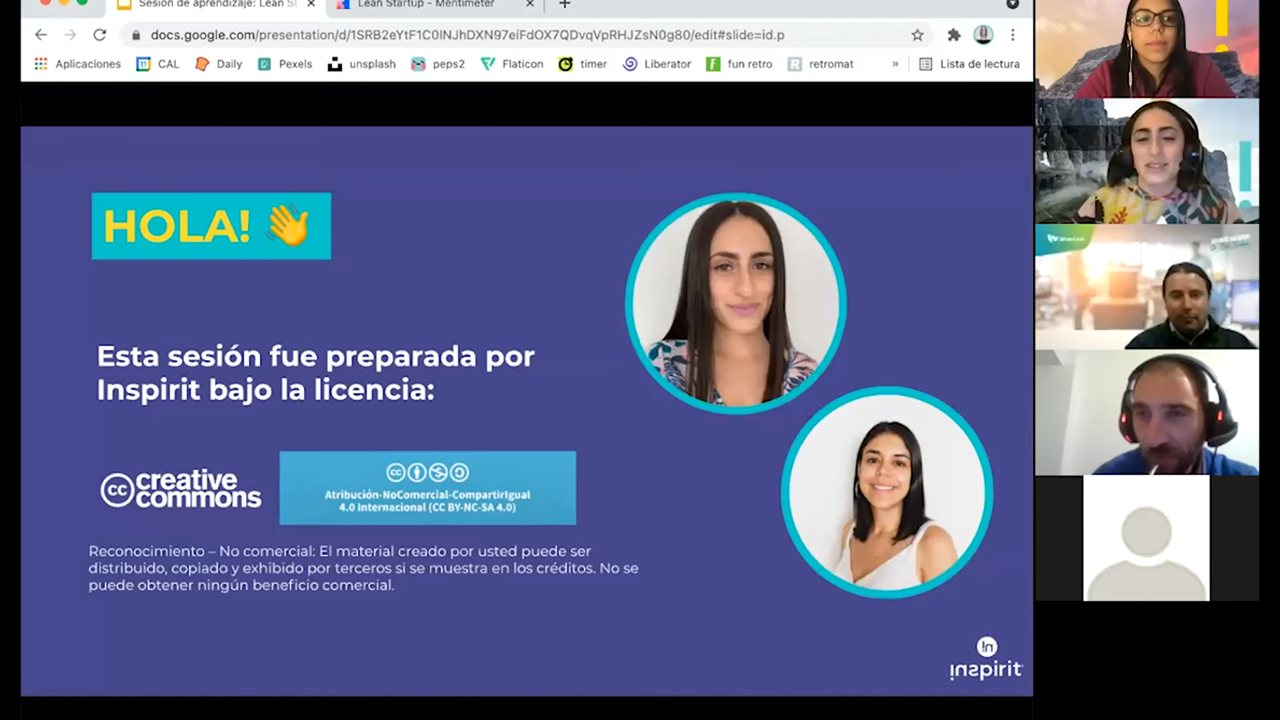 Sesión de aprendizaje: Lean St
Lean Startup - Mentimeter
docs.google.com/presentation/d/1SRB2eYtF1C0INJhDXN97eiFdOX7QDvqVpRHJZsN0g80/edit#slide=id.p
Aplicaciones CAL Daily Pexels unsplash peps2 Flaticon timer Liberator fun retro retromat » Lista de lectura
HOLA! 👋
Esta sesión fue preparada por
Inspirit bajo la licencia:
cc creative
commons
Atribución-NoComercial-CompartirIgual
4.0 Internacional (CC BY-NC-SA 4.0)
Reconocimiento – No comercial: El material creado por usted puede ser
distribuido, copiado y exhibido por terceros si se muestra en los créditos. No se
puede obtener ningún beneficio comercial.
inspirit